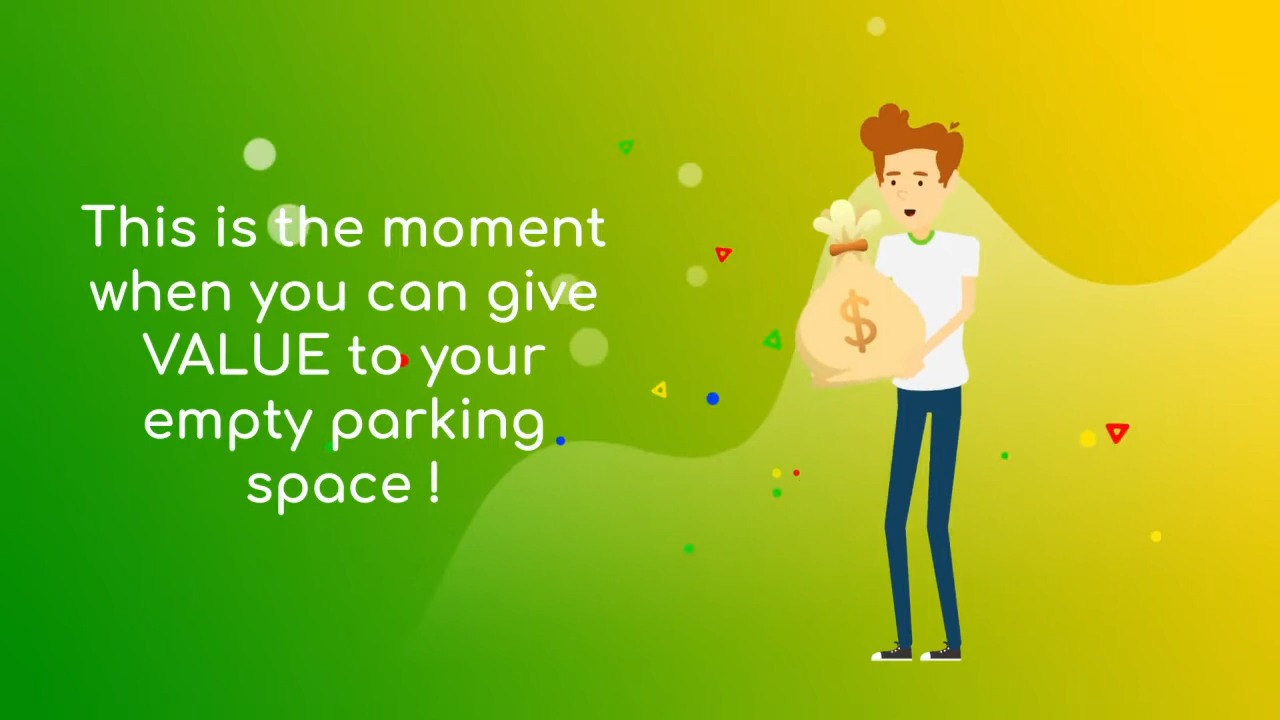 This is the moment
when you can give
VALUE to your
empty parking
space !
$